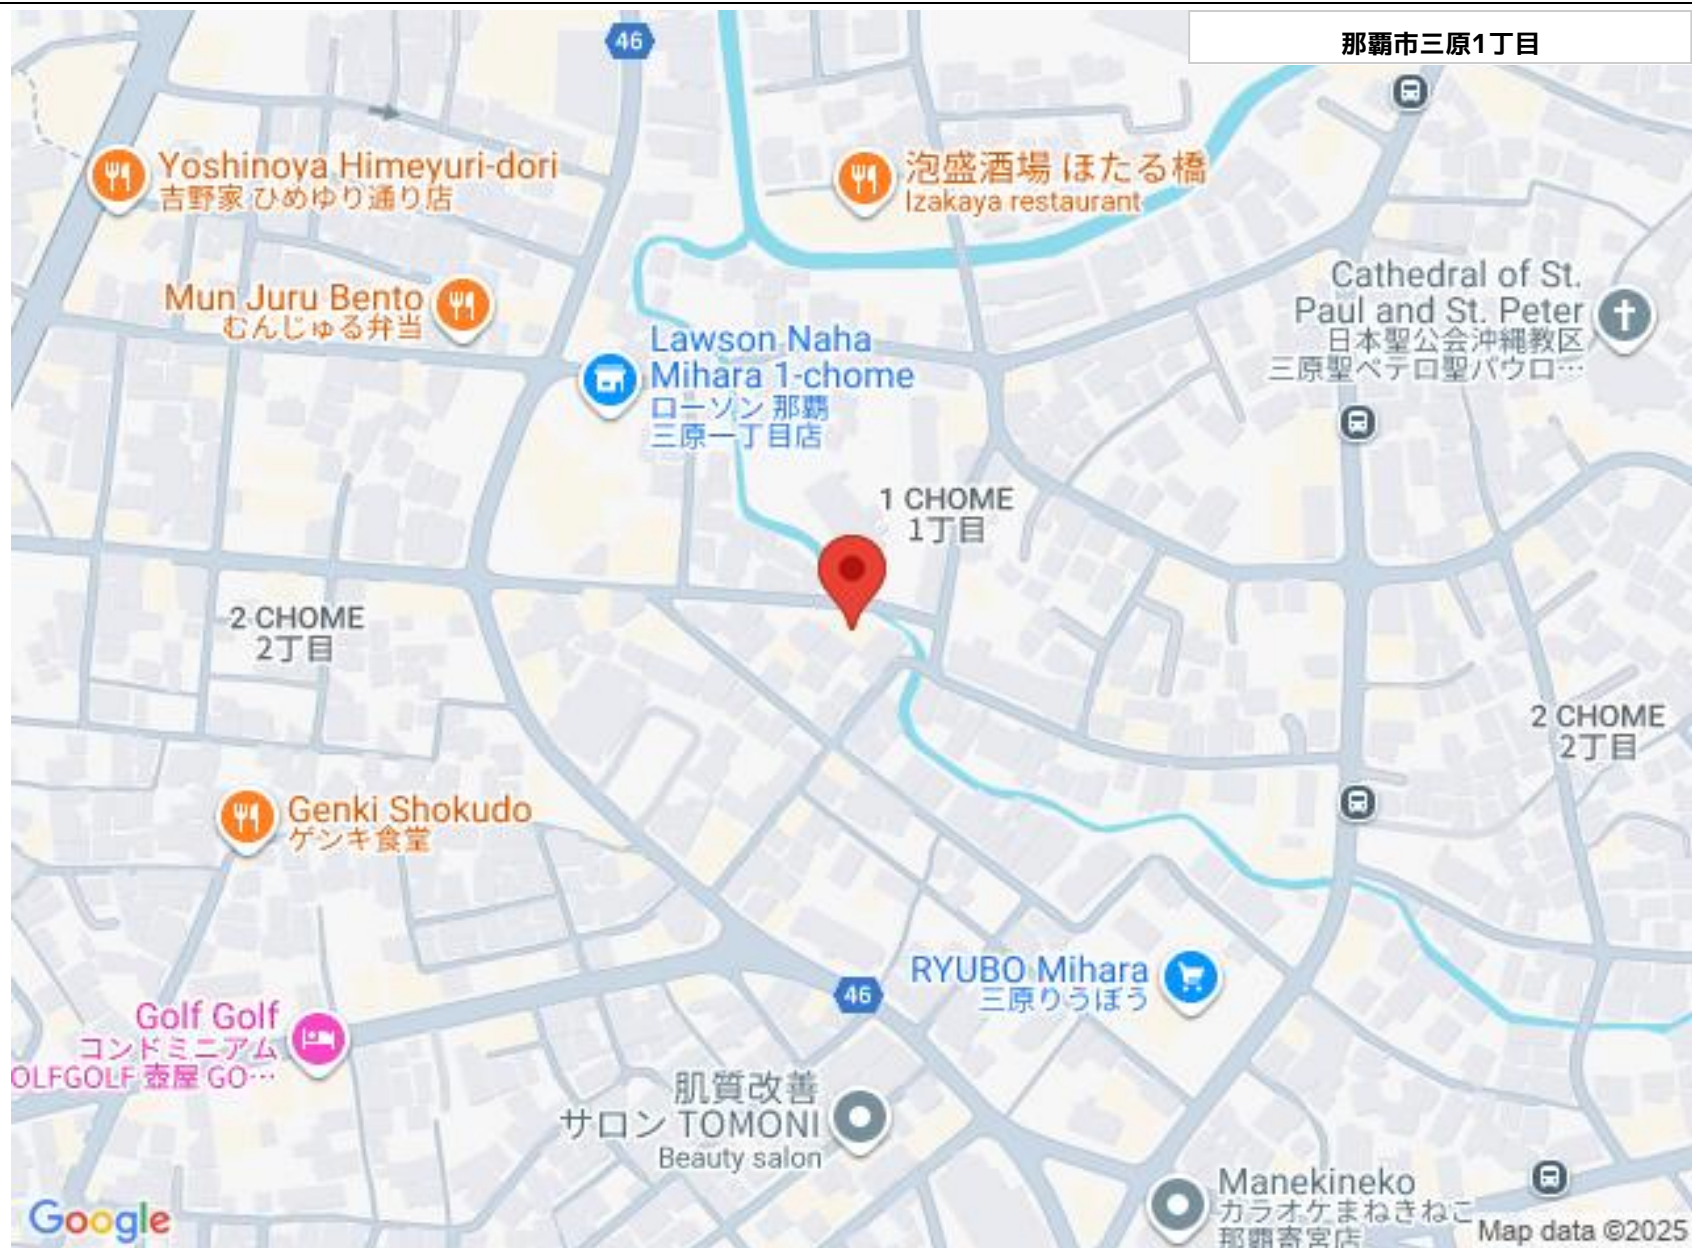 那覇市三原1丁目
46
Yoshinoya Himeyuri-dori
吉野家 ひめゆり通り店
泡盛酒場 ほたる橋
Izakaya restaurant
Mun Juru Bento
むんじゅる弁当
Cathedral of St.
Paul and St. Peter
日本聖公会沖縄教区
三原聖ペテロ聖パウロ…
Lawson Naha
Mihara 1-chome
ローソン 那覇
三原一丁目店
1 CHOME
1丁目
2 CHOME
2丁目
2 CHOME
2丁目
Genki Shokudo
ゲンキ食堂
RYUBO Mihara
三原りうぼう
46
Golf Golf
コンドミニアム
OLFGOLF 壺屋 GO…
肌質改善
サロン TOMONI
Beauty salon
Manekineko
カラオケまねきねこ
那覇寄宮店
Google
Map data ©2025